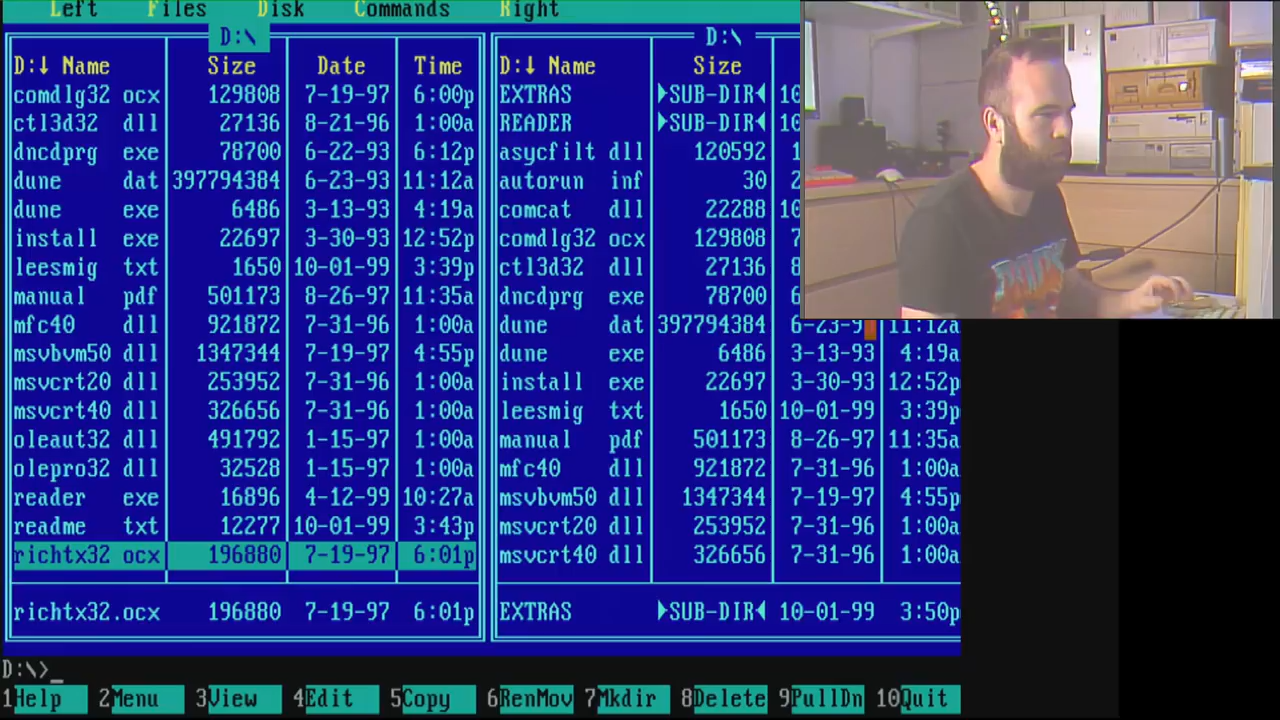 Left Files Disk Commands Right
D:\ D:\
D:↓ Name Size Date Time D:↓ Name Size
comdlg32 ocx 129808 7-19-97 6:00p EXTRAS ►SUB-DIR◄ 10
ctl3d32 dll 27136 8-21-96 1:00a READER ►SUB-DIR◄ 10
dncdprg exe 78700 6-22-93 6:12p asycfilt dll 120592 1
dune dat 397794384 6-23-93 11:12a autorun inf 30 2
dune exe 6486 3-13-93 4:19a comcat dll 22288 10
install exe 22697 3-30-93 12:52p comdlg32 ocx 129808 7
leesmig txt 1650 10-01-99 3:39p ctl3d32 dll 27136 8
manual pdf 501173 8-26-97 11:35a dncdprg exe 78700 6
mfc40 dll 921872 7-31-96 1:00a dune dat 397794384 6-23-9 11:12a
msvbvm50 dll 1347344 7-19-97 4:55p dune exe 6486 3-13-93 4:19a
msvcrt20 dll 253952 7-31-96 1:00a install exe 22697 3-30-93 12:52p
msvcrt40 dll 326656 7-31-96 1:00a leesmig txt 1650 10-01-99 3:39p
oleaut32 dll 491792 1-15-97 1:00a manual pdf 501173 8-26-97 11:35a
olepro32 dll 32528 1-15-97 1:00a mfc40 dll 921872 7-31-96 1:00a
reader exe 16896 4-12-99 10:27a msvbvm50 dll 1347344 7-19-97 4:55p
readme txt 12277 10-01-99 3:43p msvcrt20 dll 253952 7-31-96 1:00a
richtx32 ocx 196880 7-19-97 6:01p msvcrt40 dll 326656 7-31-96 1:00a
richtx32.ocx 196880 7-19-97 6:01p EXTRAS ►SUB-DIR◄ 10-01-99 3:50p
D:\>_
1Help 2Menu 3View 4Edit 5Copy 6RenMov 7Mkdir 8Delete 9PullDn 10Quit